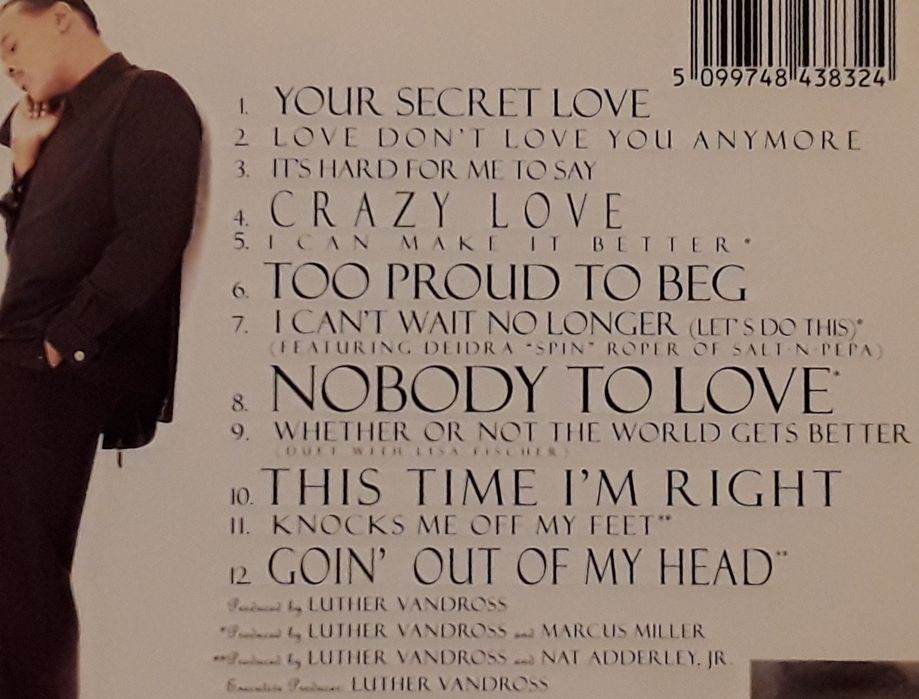 5 099748 438324
1. YOUR SECRET LOVE
2. LOVE DON'T LOVE YOU ANYMORE
3. IT'S HARD FOR ME TO SAY
4. CRAZY LOVE
5. I CAN MAKE IT BETTER*
6. TOO PROUD TO BEG
7. I CAN'T WAIT NO LONGER (LET'S DO THIS)*
(FEATURING DEIDRA "SPIN" ROPER OF SALT-N-PEPA)
8. NOBODY TO LOVE*
9. WHETHER OR NOT THE WORLD GETS BETTER
(DUET WITH LISA FISCHER)
10. THIS TIME I'M RIGHT
11. KNOCKS ME OFF MY FEET**
12 GOIN' OUT OF MY HEAD**
Produced by LUTHER VANDROSS
*Produced by LUTHER VANDROSS and MARCUS MILLER
**Produced by LUTHER VANDROSS and NAT ADDERLEY, JR.
Executive Producer: LUTHER VANDROSS